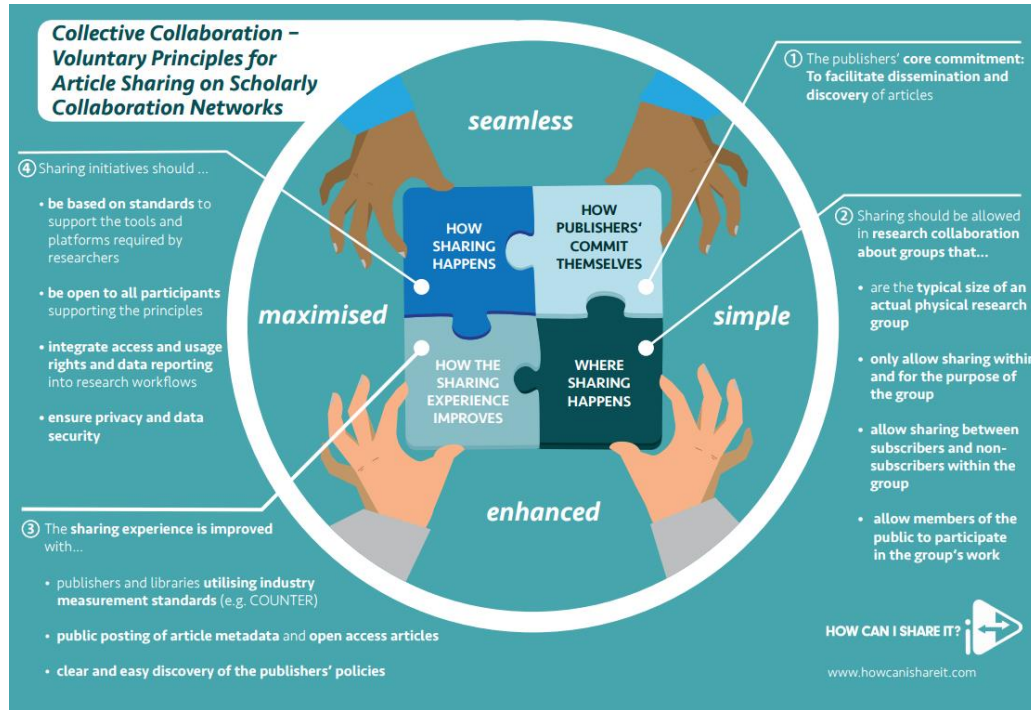 Collective Collaboration –
Voluntary Principles for
Article Sharing on Scholarly
Collaboration Networks
seamless
① The publishers' core commitment:
To facilitate dissemination and
discovery of articles
④ Sharing initiatives should ...
• be based on standards to
support the tools and
platforms required by
researchers
• be open to all participants
supporting the principles
• integrate access and usage
rights and data reporting
into research workflows
• ensure privacy and data
security
HOW
SHARING
HAPPENS
HOW
PUBLISHERS'
COMMIT
THEMSELVES
maximised
simple
HOW THE
SHARING
EXPERIENCE
IMPROVES
WHERE
SHARING
HAPPENS
② Sharing should be allowed
in research collaboration
about groups that...
• are the typical size of an
actual physical research
group
• only allow sharing within
and for the purpose of
the group
• allow sharing between
subscribers and non-
subscribers within the
group
• allow members of the
public to participate
in the group's work
enhanced
③ The sharing experience is improved
with...
• publishers and libraries utilising industry
measurement standards (e.g. COUNTER)
• public posting of article metadata and open access articles
• clear and easy discovery of the publishers' policies
HOW CAN I SHARE IT?
www.howcanishareit.com